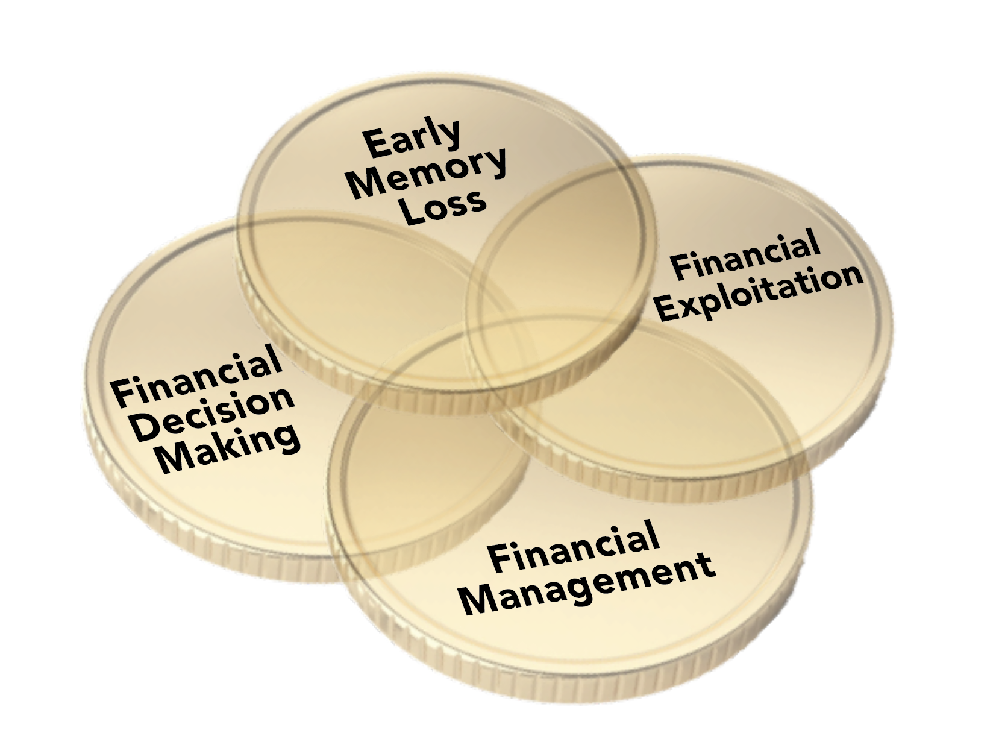 Early
Memory
Loss
Financial
Exploitation
Financial
Decision
Making
Financial
Management